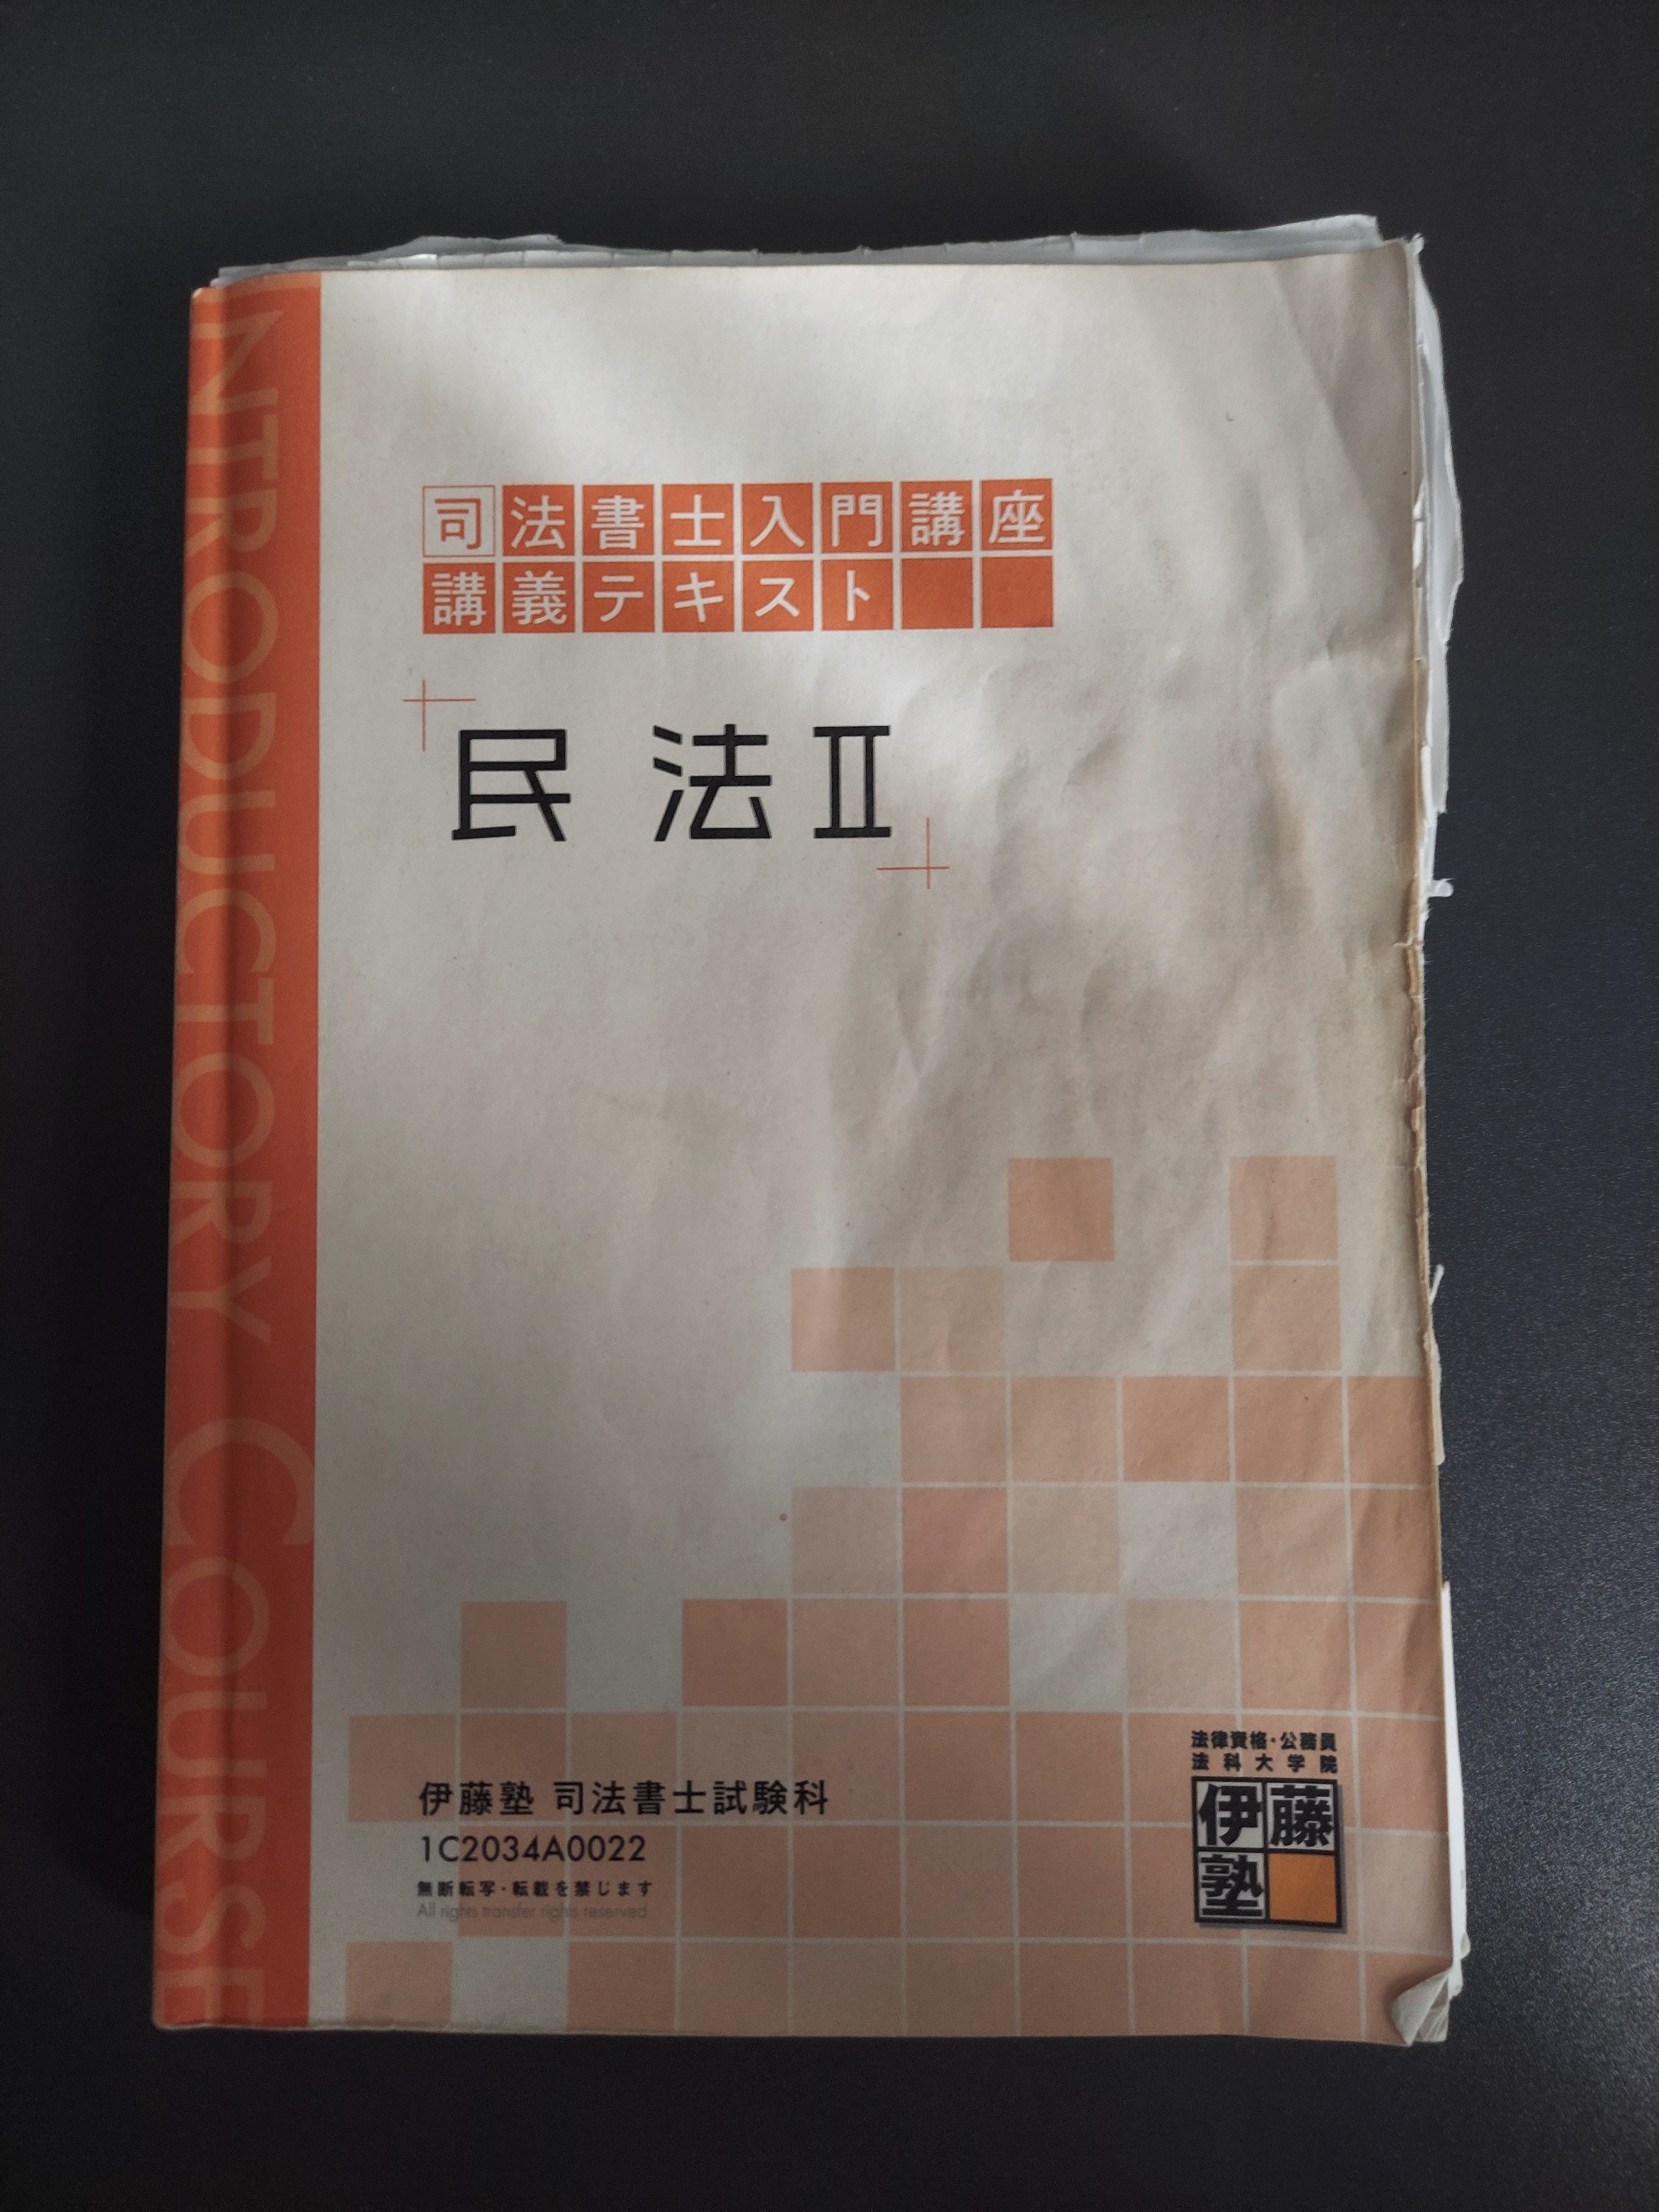 INTRODUCTORY COURSE
司法書士入門講座
講義テキスト
民法Ⅱ
伊藤塾 司法書士試験科
1C2034A0022
無断転写・転載を禁じます
All rights transfer rights reserved
法律資格・公務員
法科大学院
伊藤
塾